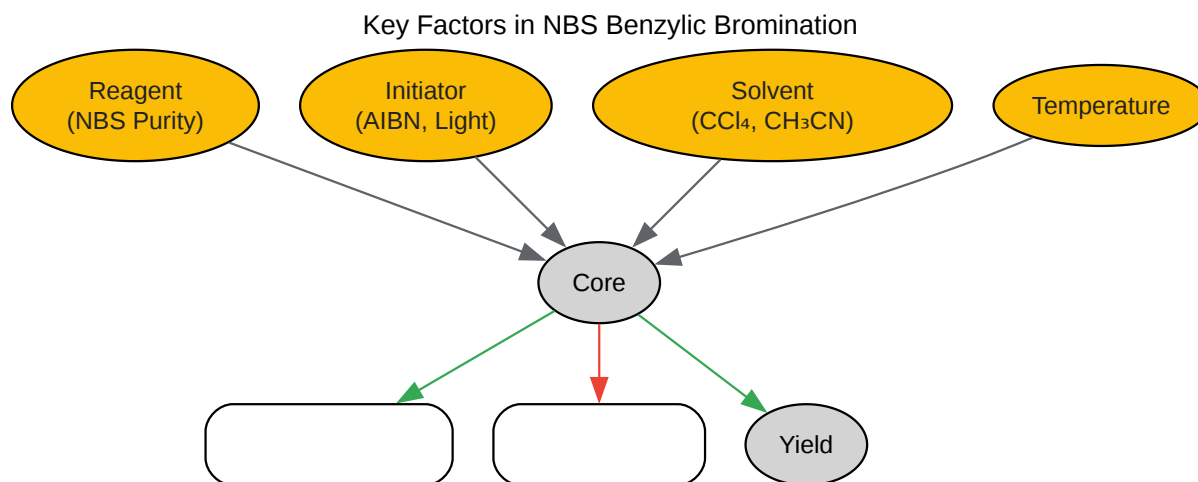 Key Factors in NBS Benzylic Bromination
Reagent
(NBS Purity)
Initiator
(AIBN, Light)
Solvent
(CCl₄, CH₃CN)
Temperature
Core
Yield